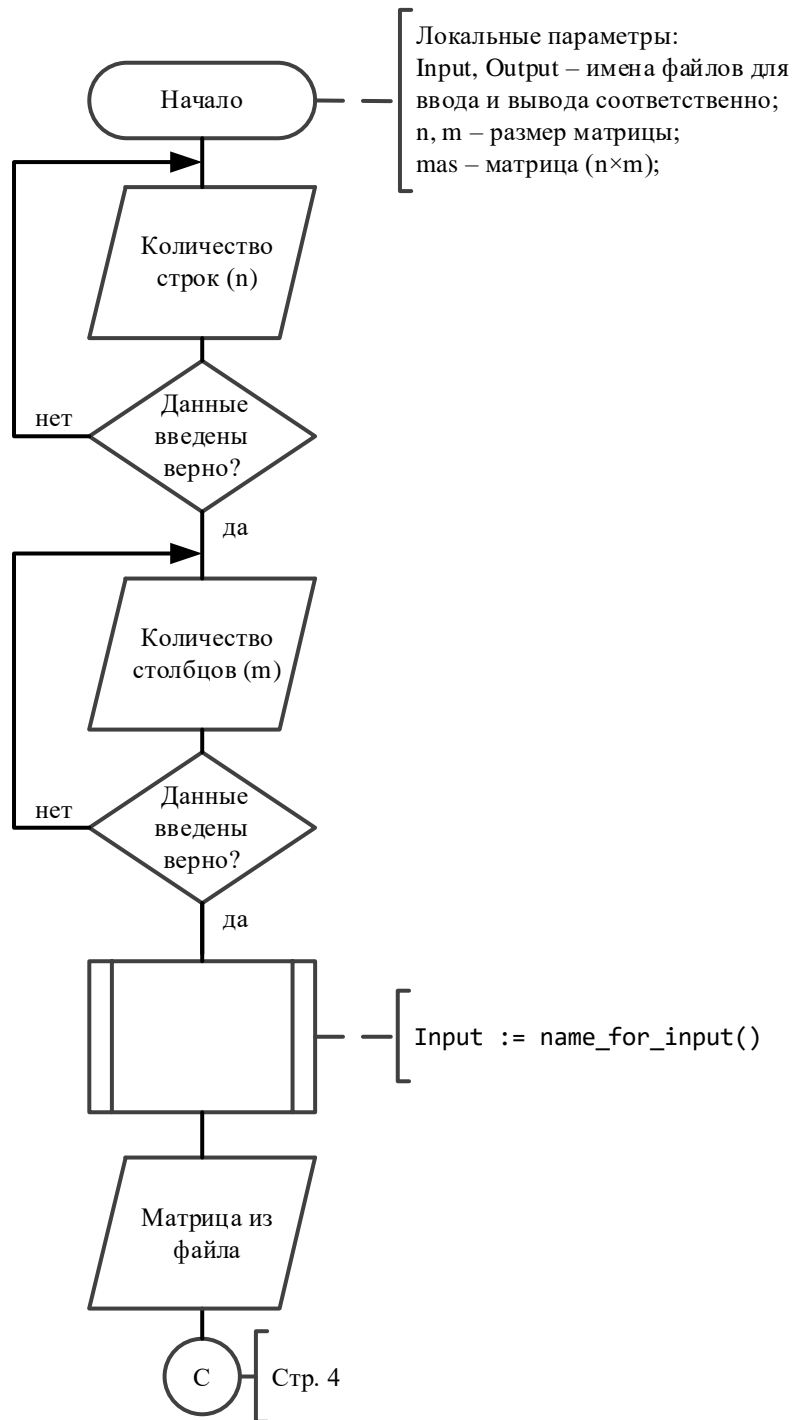 Начало
Локальные параметры:
Input, Output – имена файлов для
ввода и вывода соответственно;
n, m – размер матрицы;
mas – матрица (n×m);
Количество
строк (n)
Данные
введены
верно?
нет
да
Количество
столбцов (m)
Данные
введены
верно?
нет
да
Input := name_for_input()
Матрица из
файла
С
Стр. 4